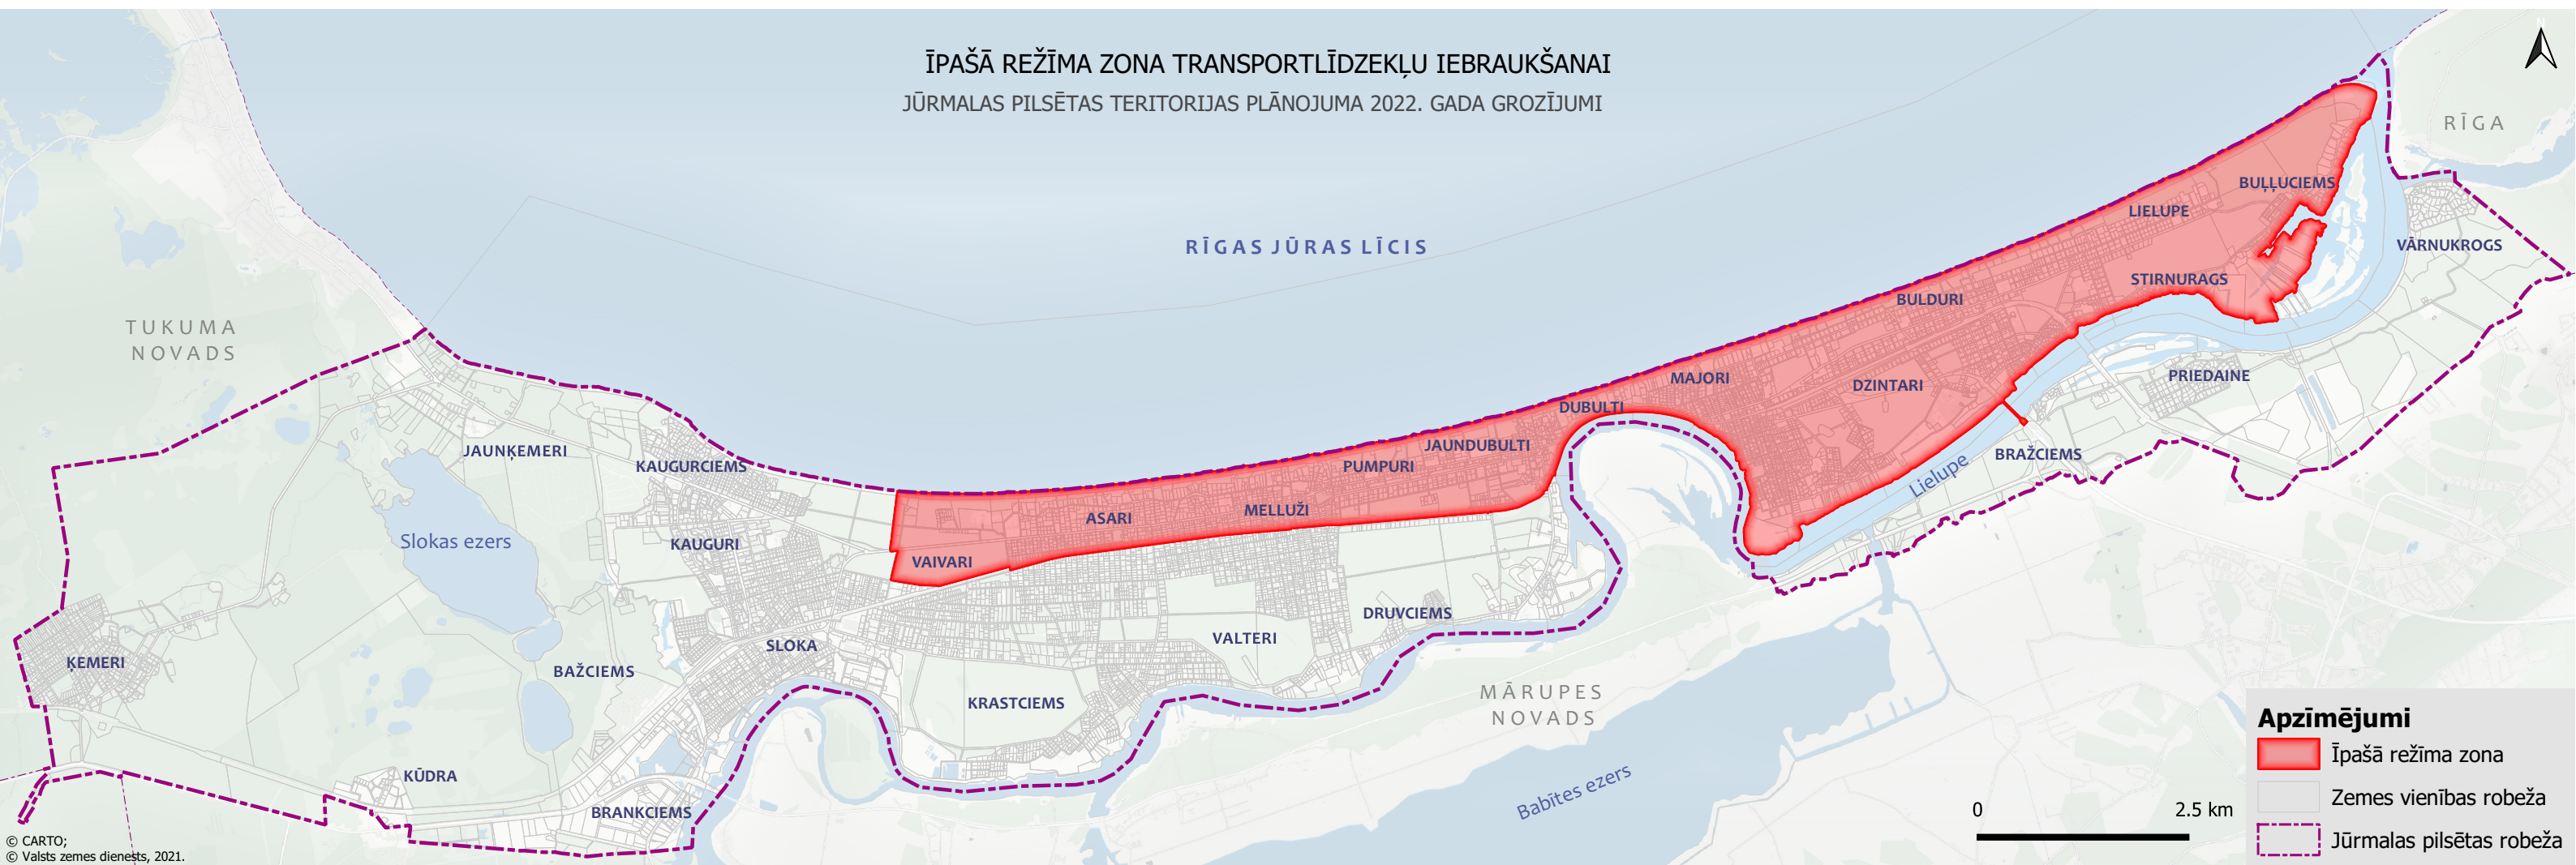 ĪPAŠĀ REŽĪMA ZONA TRANSPORTLĪDZEKĻU IEBRAUKŠANAI
JŪRMALAS PILSĒTAS TERITORIJAS PLĀNOJUMA 2022. GADA GROZĪJUMI
N
RĪGA
BUĻĻUCIEMS
LIELUPE
VĀRNUKROGS
RĪGAS JŪRAS LĪCIS
STIRNURAGS
BULDURI
TUKUMA
NOVADS
PRIEDAINE
MAJORI
DZINTARI
DUBULTI
JAUNDUBULTI
JAUNĶEMERI
BRAŽCIEMS
KAUGURCIEMS
PUMPURI
Lielupe
MELLUŽI
ASARI
Slokas ezers
KAUGURI
VAIVARI
DRUVCIEMS
VALTERI
SLOKA
ĶEMERI
BAŽCIEMS
MĀRUPES
NOVADS
KRASTCIEMS
KŪDRA
Babītes ezers
BRANKCIEMS
0
2.5 km
Apzīmējumi
Īpašā režīma zona
Zemes vienības robeža
Jūrmalas pilsētas robeža
© CARTO;
© Valsts zemes dienests, 2021.